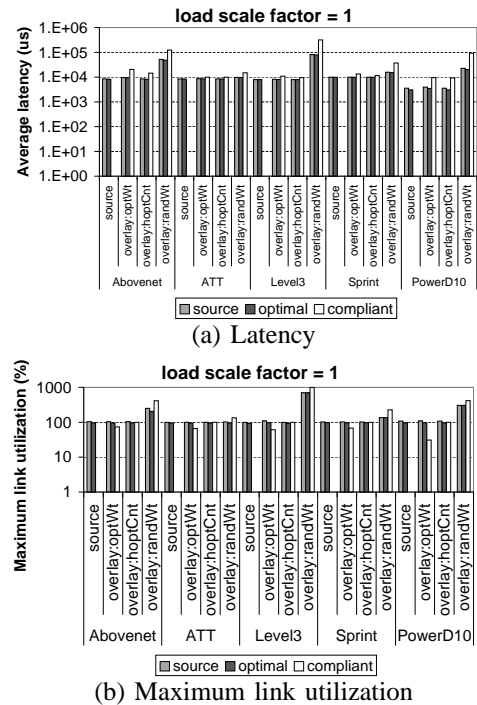 load scale factor = 1
Average latency (us)
1.E+06
1.E+05
1.E+04
1.E+03
1.E+02
1.E+01
1.E+00
source
overlay:optWt
overlay:hoptCnt
overlay:randWt
source
overlay:optWt
overlay:hoptCnt
overlay:randWt
source
overlay:optWt
overlay:hoptCnt
overlay:randWt
source
overlay:optWt
overlay:hoptCnt
overlay:randWt
source
overlay:optWt
overlay:hoptCnt
overlay:randWt
Abovenet ATT Level3 Sprint PowerD10
source optimal compliant
(a) Latency
load scale factor = 1
Maximum link utilization (%)
1000
100
10
1
source
overlay:optWt
overlay:hoptCnt
overlay:randWt
source
overlay:optWt
overlay:hoptCnt
overlay:randWt
source
overlay:optWt
overlay:hoptCnt
overlay:randWt
source
overlay:optWt
overlay:hoptCnt
overlay:randWt
source
overlay:optWt
overlay:hoptCnt
overlay:randWt
Abovenet ATT Level3 Sprint PowerD10
source optimal compliant
(b) Maximum link utilization